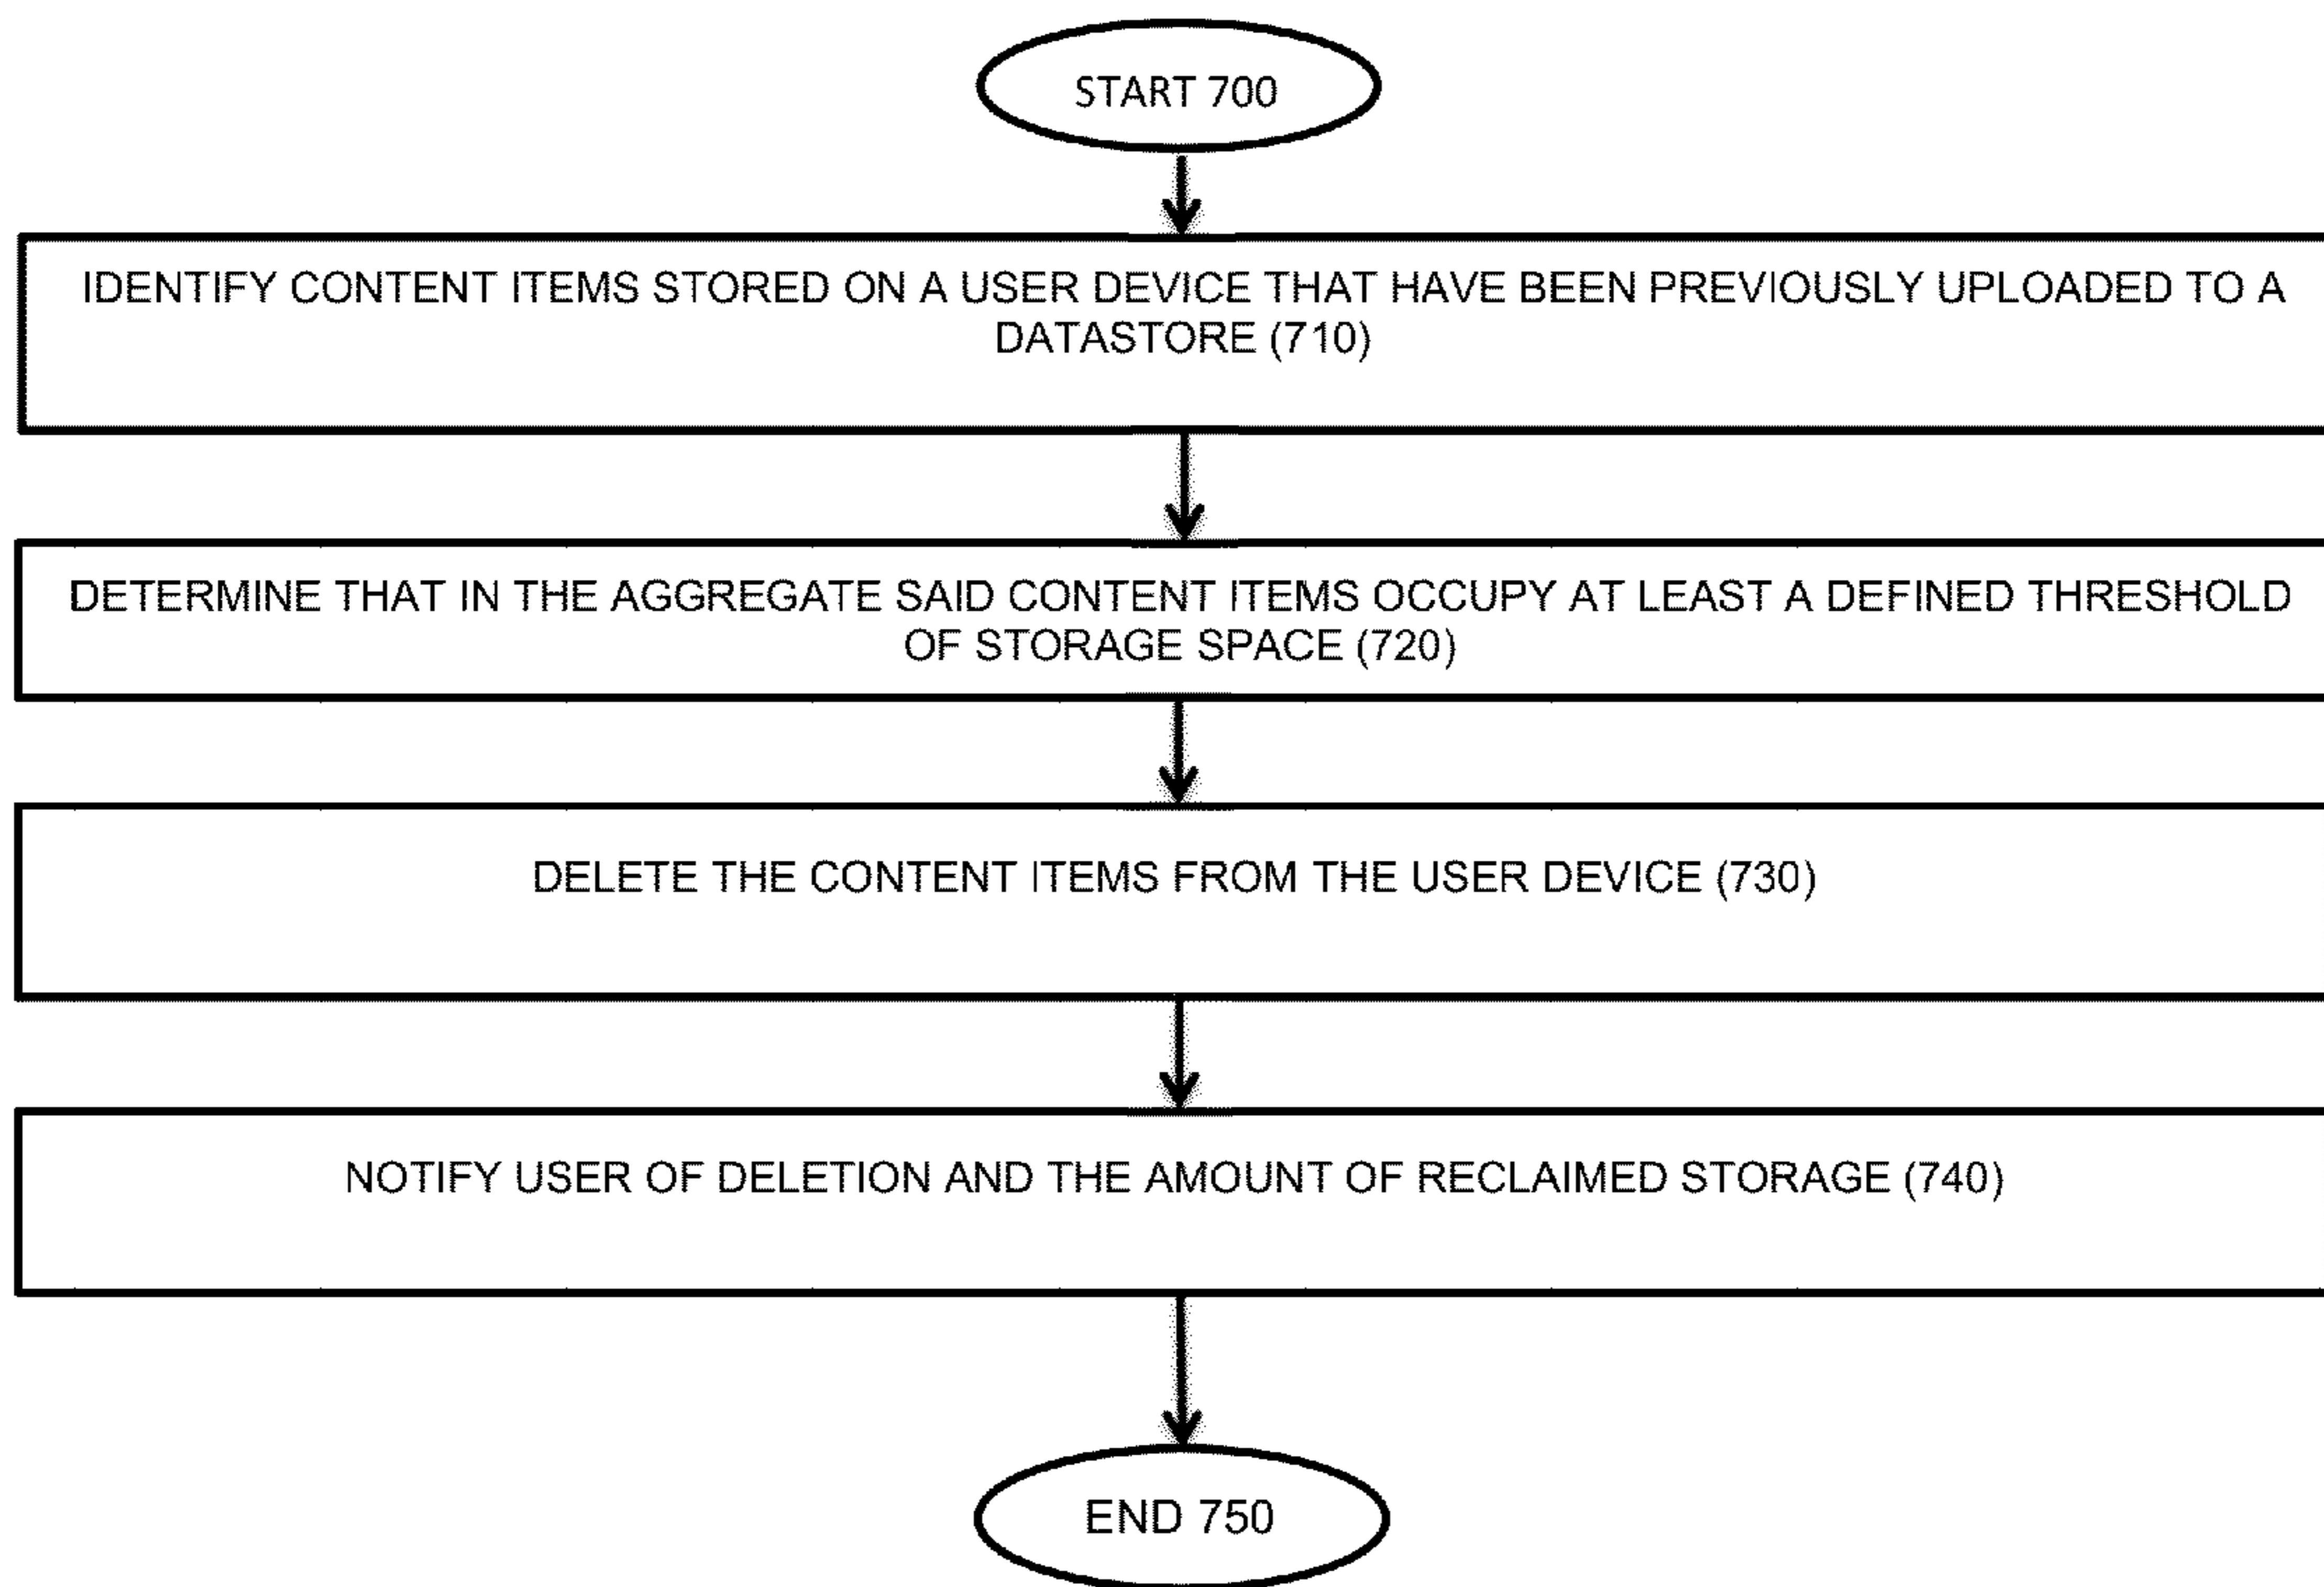 START 700
IDENTIFY CONTENT ITEMS STORED ON A USER DEVICE THAT HAVE BEEN PREVIOUSLY UPLOADED TO A
DATASTORE (710)
DETERMINE THAT IN THE AGGREGATE SAID CONTENT ITEMS OCCUPY AT LEAST A DEFINED THRESHOLD
OF STORAGE SPACE (720)
DELETE THE CONTENT ITEMS FROM THE USER DEVICE (730)
NOTIFY USER OF DELETION AND THE AMOUNT OF RECLAIMED STORAGE (740)
END 750